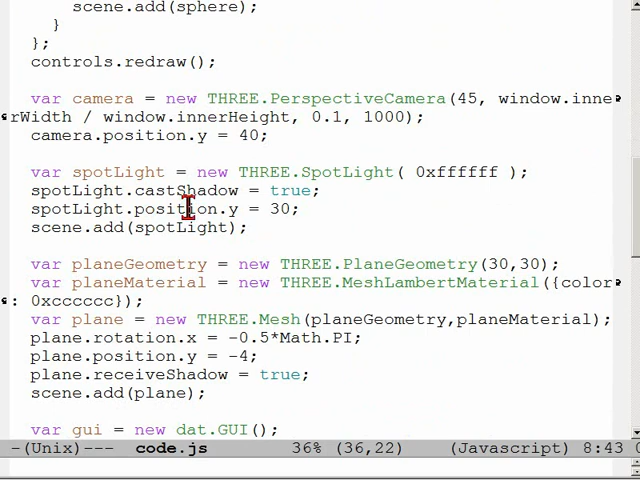 scene.add(sphere);
}
};
controls.redraw();
var camera = new THREE.PerspectiveCamera(45, window.inne
rWidth / window.innerHeight, 0.1, 1000);
camera.position.y = 40;
var spotLight = new THREE.SpotLight( 0xffffff );
spotLight.castShadow = true;
spotLight.position.y = 30;
scene.add(spotLight);
var planeGeometry = new THREE.PlaneGeometry(30,30);
var planeMaterial = new THREE.MeshLambertMaterial({color
: 0xcccccc});
var plane = new THREE.Mesh(planeGeometry,planeMaterial);
plane.rotation.x = -0.5*Math.PI;
plane.position.y = -4;
plane.receiveShadow = true;
scene.add(plane);
var gui = new dat.GUI();
-(Unix)--- code.js 36% (36,22) (Javascript) 8:43 0